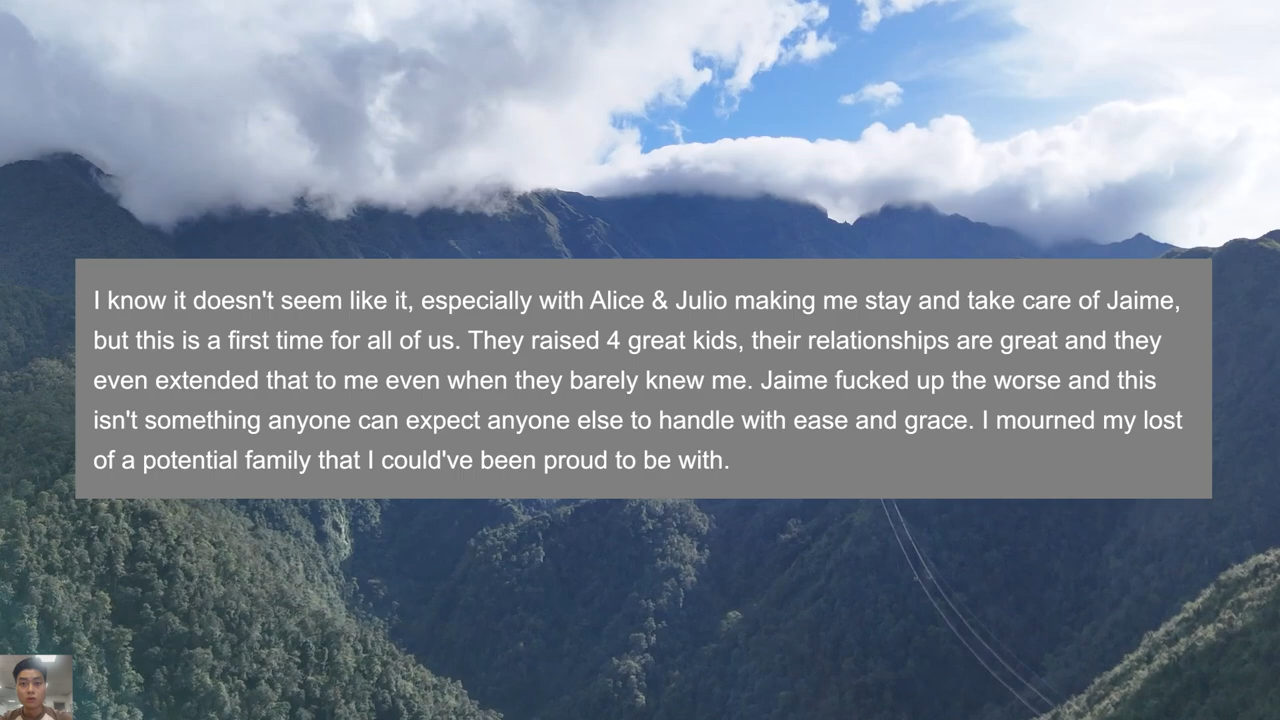 I know it doesn't seem like it, especially with Alice & Julio making me stay and take care of Jaime,
but this is a first time for all of us. They raised 4 great kids, their relationships are great and they
even extended that to me even when they barely knew me. Jaime fucked up the worse and this
isn't something anyone can expect anyone else to handle with ease and grace. I mourned my lost
of a potential family that I could've been proud to be with.